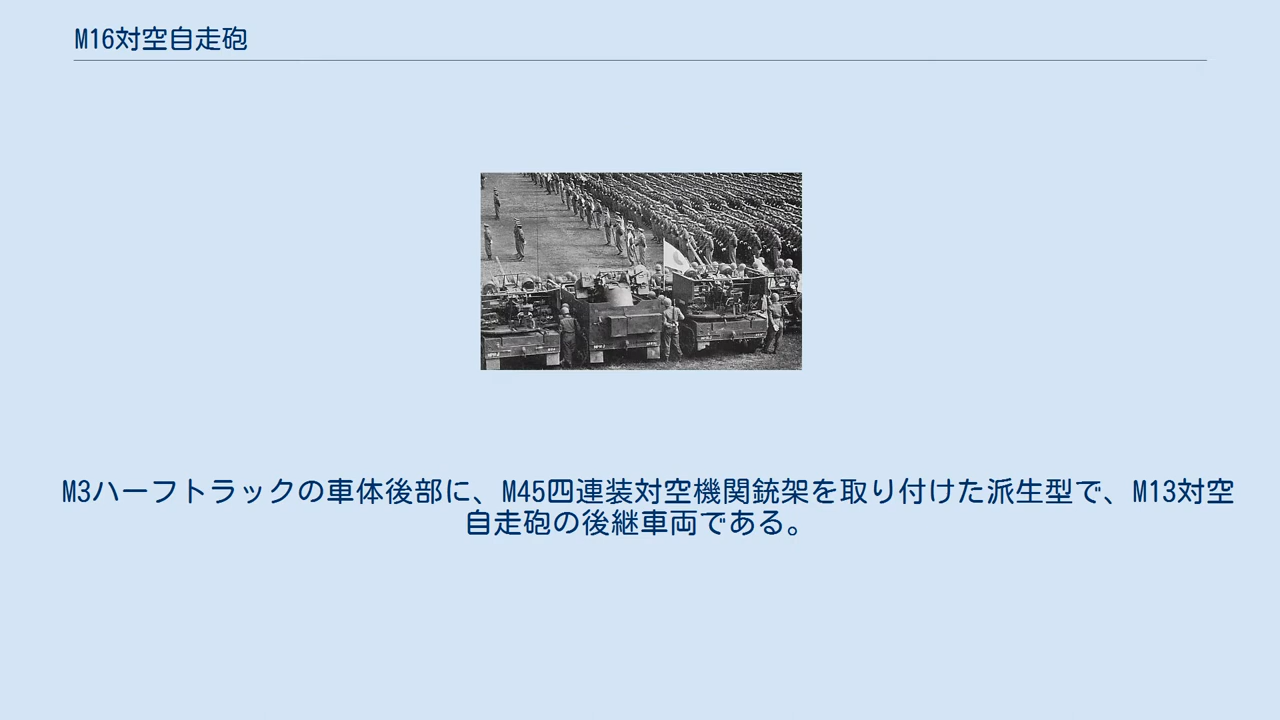 M16対空自走砲
M3ハーフトラックの車体後部に、M45四連装対空機関銃架を取り付けた派生型で、M13対空
自走砲の後継車両である。